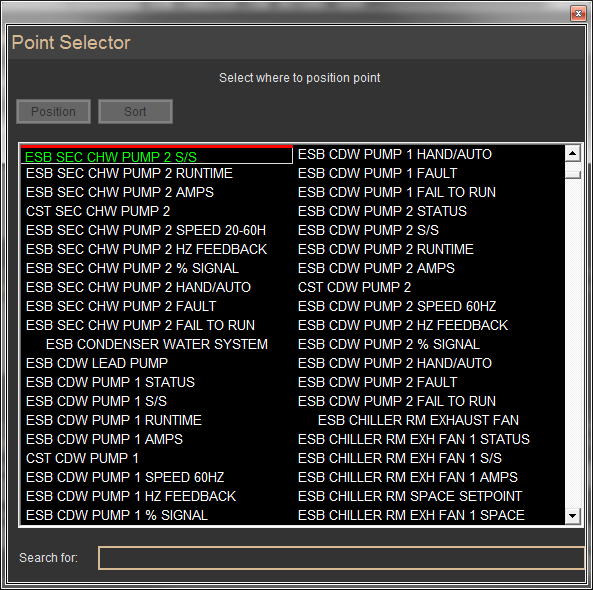 Point Selector
Select where to position point
Position
Sort
ESB SEC CHW PUMP 2 S/S
ESB SEC CHW PUMP 2 RUNTIME
ESB SEC CHW PUMP 2 AMPS
CST SEC CHW PUMP 2
ESB SEC CHW PUMP 2 SPEED 20-60H
ESB SEC CHW PUMP 2 HZ FEEDBACK
ESB SEC CHW PUMP 2 % SIGNAL
ESB SEC CHW PUMP 2 HAND/AUTO
ESB SEC CHW PUMP 2 FAULT
ESB SEC CHW PUMP 2 FAIL TO RUN
ESB CONDENSER WATER SYSTEM
ESB CDW LEAD PUMP
ESB CDW PUMP 1 STATUS
ESB CDW PUMP 1 S/S
ESB CDW PUMP 1 RUNTIME
ESB CDW PUMP 1 AMPS
CST CDW PUMP 1
ESB CDW PUMP 1 SPEED 60HZ
ESB CDW PUMP 1 HZ FEEDBACK
ESB CDW PUMP 1 % SIGNAL
ESB CDW PUMP 1 HAND/AUTO
ESB CDW PUMP 1 FAULT
ESB CDW PUMP 1 FAIL TO RUN
ESB CDW PUMP 2 STATUS
ESB CDW PUMP 2 S/S
ESB CDW PUMP 2 RUNTIME
ESB CDW PUMP 2 AMPS
CST CDW PUMP 2
ESB CDW PUMP 2 SPEED 60HZ
ESB CDW PUMP 2 HZ FEEDBACK
ESB CDW PUMP 2 % SIGNAL
ESB CDW PUMP 2 HAND/AUTO
ESB CDW PUMP 2 FAULT
ESB CDW PUMP 2 FAIL TO RUN
ESB CHILLER RM EXHAUST FAN
ESB CHILLER RM EXH FAN 1 STATUS
ESB CHILLER RM EXH FAN 1 S/S
ESB CHILLER RM EXH FAN 1 AMPS
ESB CHILLER RM SPACE SETPOINT
ESB CHILLER RM EXH FAN 1 SPACE
Search for: